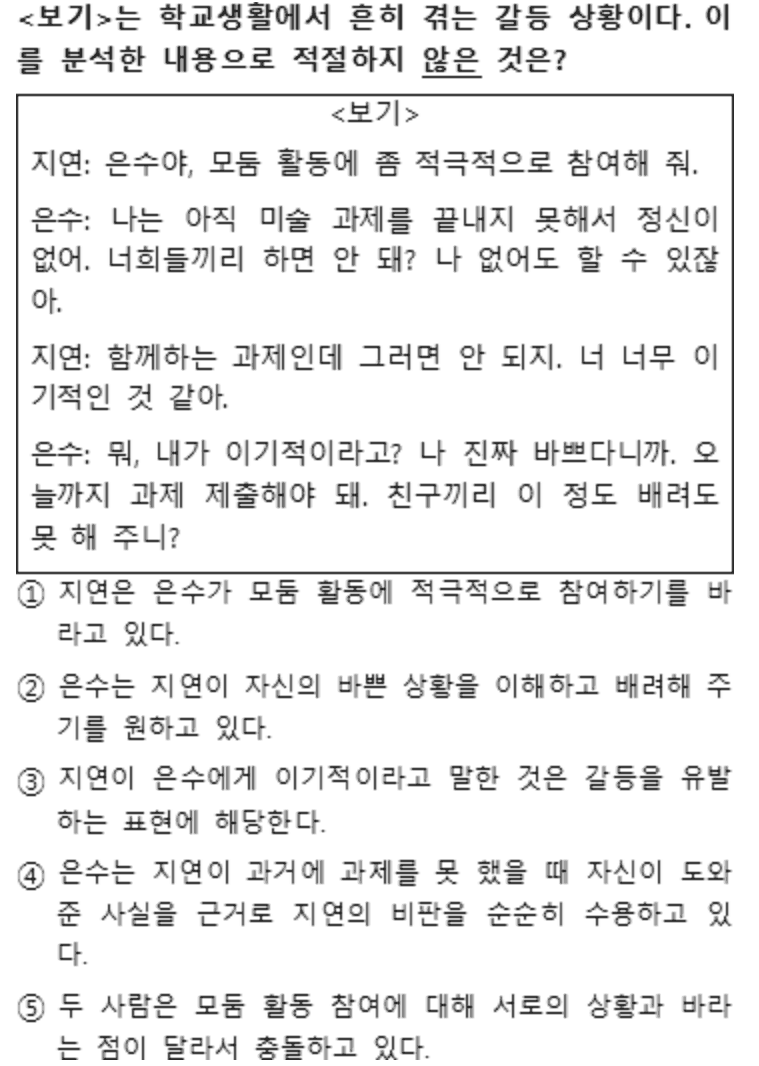 <보기>는 학교생활에서 흔히 겪는 갈등 상황이다. 이
를 분석한 내용으로 적절하지 않은 것은?
<보기>
지연: 은수야, 모둠 활동에 좀 적극적으로 참여해 줘.
은수: 나는 아직 미술 과제를 끝내지 못해서 정신이
없어. 너희들끼리 하면 안 돼? 나 없어도 할 수 있잖
아.
지연: 함께하는 과제인데 그러면 안 되지. 너 너무 이
기적인 것 같아.
은수: 뭐, 내가 이기적이라고? 나 진짜 바쁘다니까. 오
늘까지 과제 제출해야 돼. 친구끼리 이 정도 배려도
못 해 주니?
① 지연은 은수가 모둠 활동에 적극적으로 참여하기를 바
라고 있다.
② 은수는 지연이 자신의 바쁜 상황을 이해하고 배려해 주
기를 원하고 있다.
③ 지연이 은수에게 이기적이라고 말한 것은 갈등을 유발
하는 표현에 해당한다.
④ 은수는 지연이 과거에 과제를 못 했을 때 자신이 도와
준 사실을 근거로 지연의 비판을 순순히 수용하고 있
다.
⑤ 두 사람은 모둠 활동 참여에 대해 서로의 상황과 바라
는 점이 달라서 충돌하고 있다.